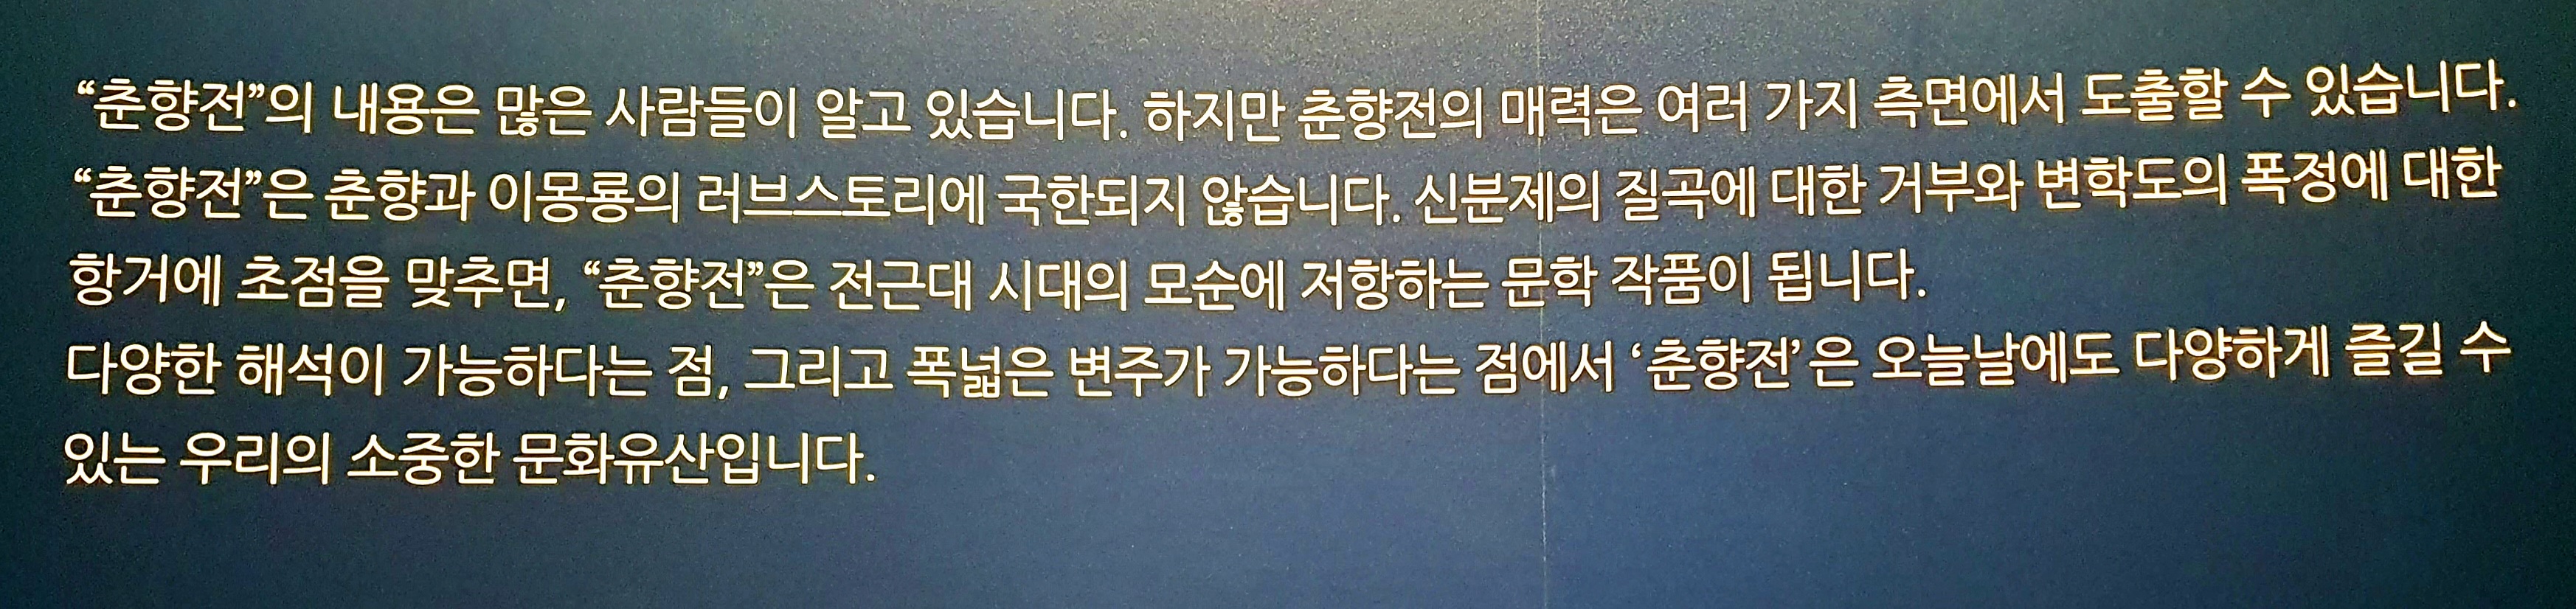 “춘향전”의 내용은 많은 사람들이 알고 있습니다. 하지만 춘향전의 매력은 여러 가지 측면에서 도출할 수 있습니다.
“춘향전”은 춘향과 이몽룡의 러브스토리에 국한되지 않습니다. 신분제의 질곡에 대한 거부와 변학도의 폭정에 대한
항거에 초점을 맞추면, “춘향전”은 전근대 시대의 모순에 저항하는 문학 작품이 됩니다.
다양한 해석이 가능하다는 점, 그리고 폭넓은 변주가 가능하다는 점에서 ‘춘향전’은 오늘날에도 다양하게 즐길 수
있는 우리의 소중한 문화유산입니다.